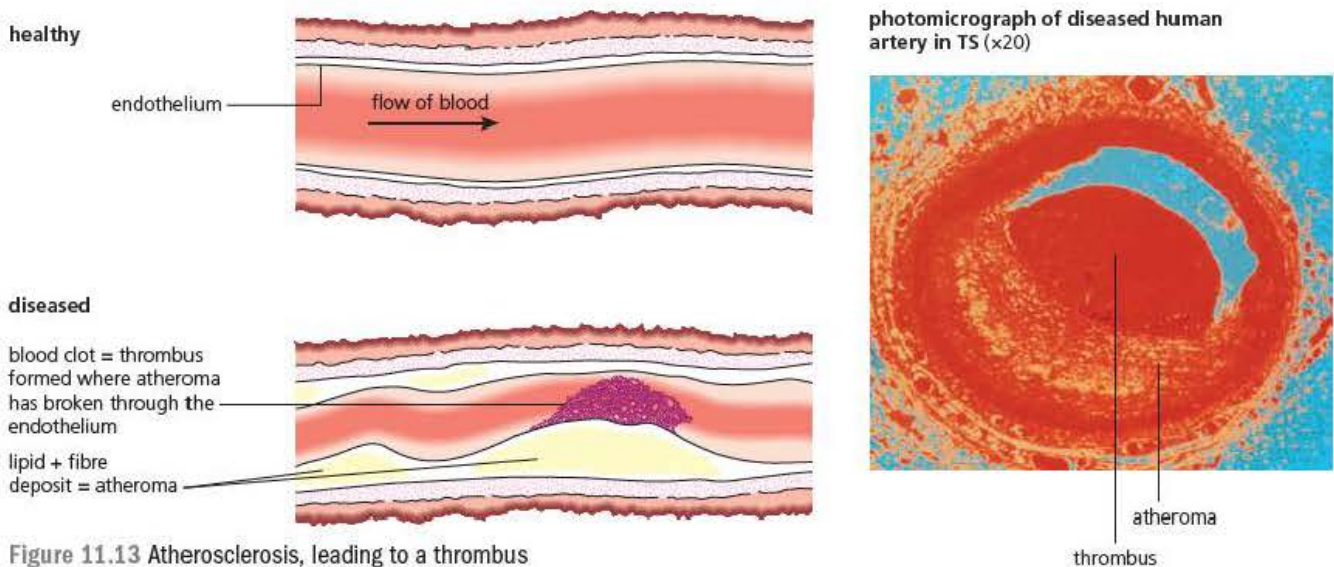 healthy
endothelium
flow of blood
diseased
blood clot = thrombus
formed where atheroma
has broken through the
endothelium
lipid + fibre
deposit = atheroma
Figure 11.13 Atherosclerosis, leading to a thrombus
photomicrograph of diseased human
artery in TS (×20)
atheroma
thrombus